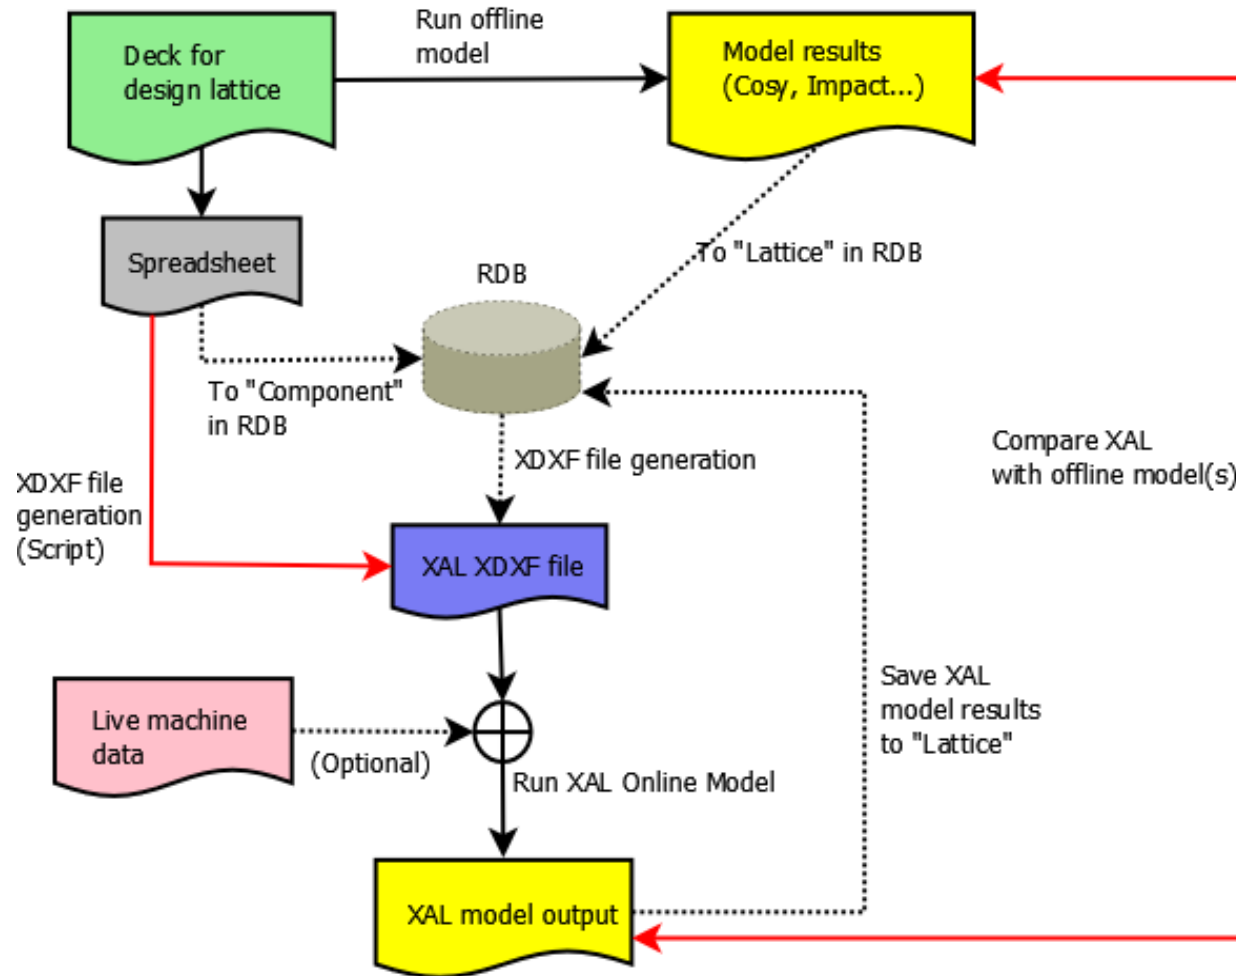 Run offline
model
Deck for
design lattice
Model results
(Cosy, Impact...)
To "Lattice" in RDB
Spreadsheet
RDB
To "Component"
in RDB
Compare XAL
with offline model(s)
XDXF file generation
XDXF file
generation
(Script)
XAL XDXF file
Save XAL
model results
to "Lattice"
Live machine
data
(Optional)
Run XAL Online Model
XAL model output